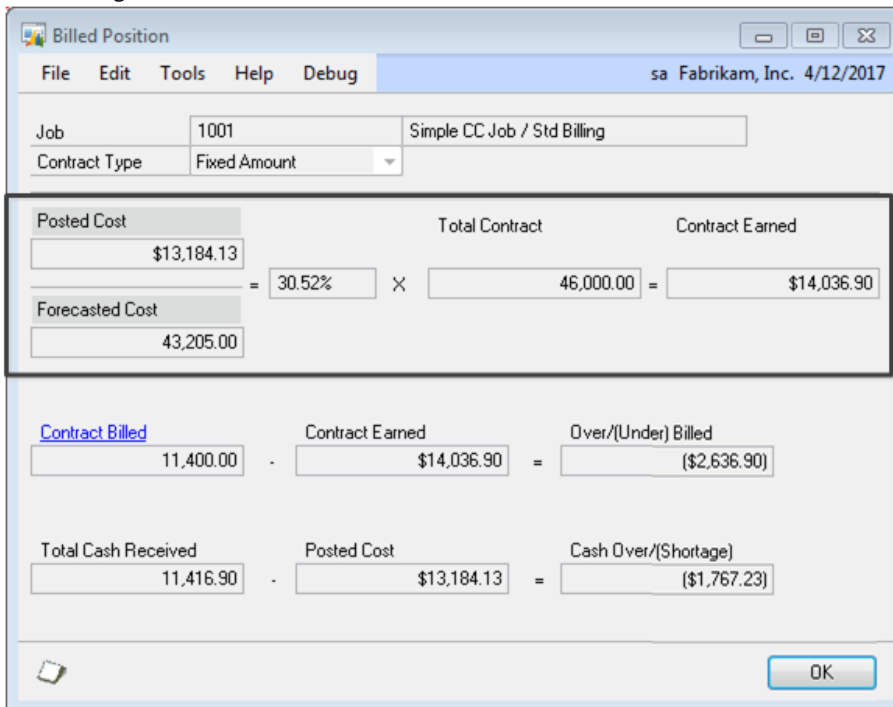 Billed Position
File Edit Tools Help Debug sa Fabrikam, Inc. 4/12/2017
Job 1001 Simple CC Job / Std Billing
Contract Type Fixed Amount
Posted Cost Total Contract Contract Earned
$13,184.13
= 30.52% X 46,000.00 = $14,036.90
Forecasted Cost
43,205.00
Contract Billed Contract Earned Over/(Under) Billed
11,400.00 - $14,036.90 = ($2,636.90)
Total Cash Received Posted Cost Cash Over/(Shortage)
11,416.90 - $13,184.13 = ($1,767.23)
OK